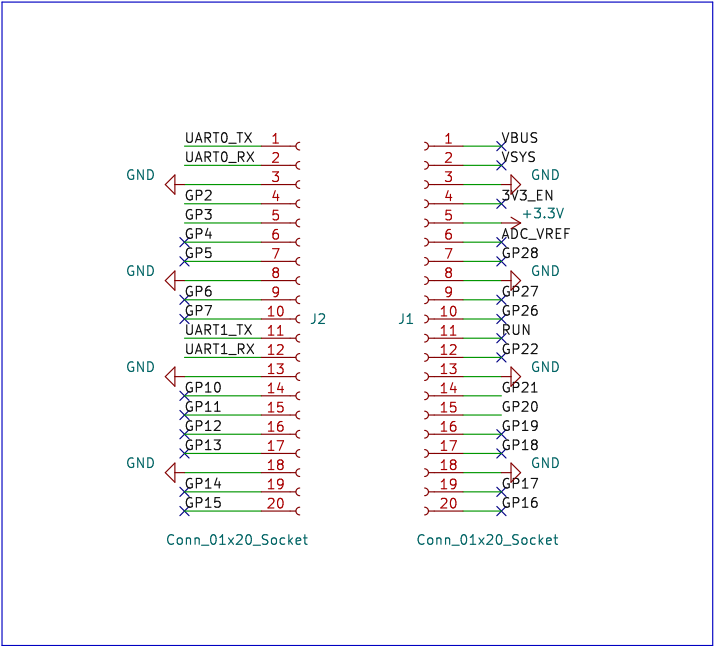 UART0_TX 1
UART0_RX 2
GND 3
GP2 4
GP3 5
GP4 6
GP5 7
GND 8
GP6 9
GP7 10
UART1_TX 11
UART1_RX 12
GND 13
GP10 14
GP11 15
GP12 16
GP13 17
GND 18
GP14 19
GP15 20
J2
Conn_01x20_Socket
1 VBUS
2 VSYS
3 GND
4 3V3_EN
5 +3.3V
6 ADC_VREF
7 GP28
8 GND
9 GP27
10 GP26
11 RUN
12 GP22
13 GND
14 GP21
15 GP20
16 GP19
17 GP18
18 GND
19 GP17
20 GP16
J1
Conn_01x20_Socket